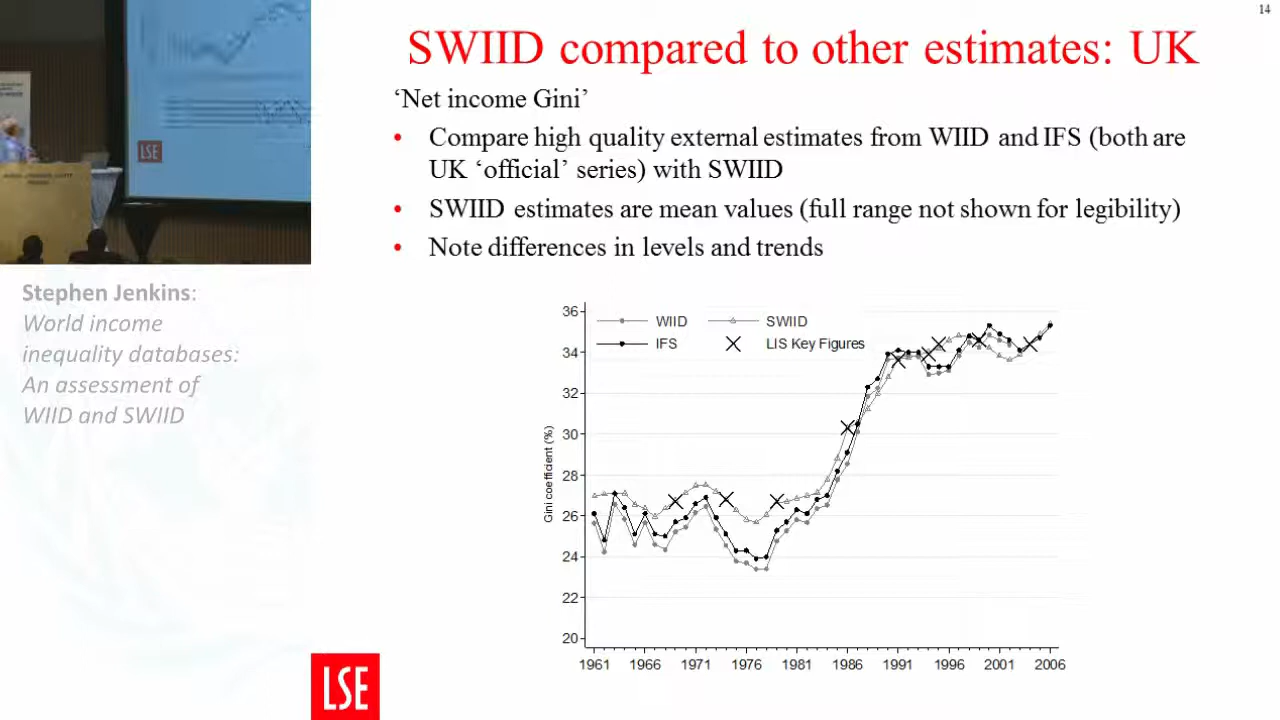 14
SWIID compared to other estimates: UK
‘Net income Gini’
• Compare high quality external estimates from WIID and IFS (both are
UK ‘official’ series) with SWIID
• SWIID estimates are mean values (full range not shown for legibility)
• Note differences in levels and trends
LSE
Stephen Jenkins:
World income
inequality databases:
An assessment of
WIID and SWIID
WIID
SWIID
IFS
LIS Key Figures
Gini coefficient (%)
36
34
32
30
28
26
24
22
20
1961 1966 1971 1976 1981 1986 1991 1996 2001 2006
LSE